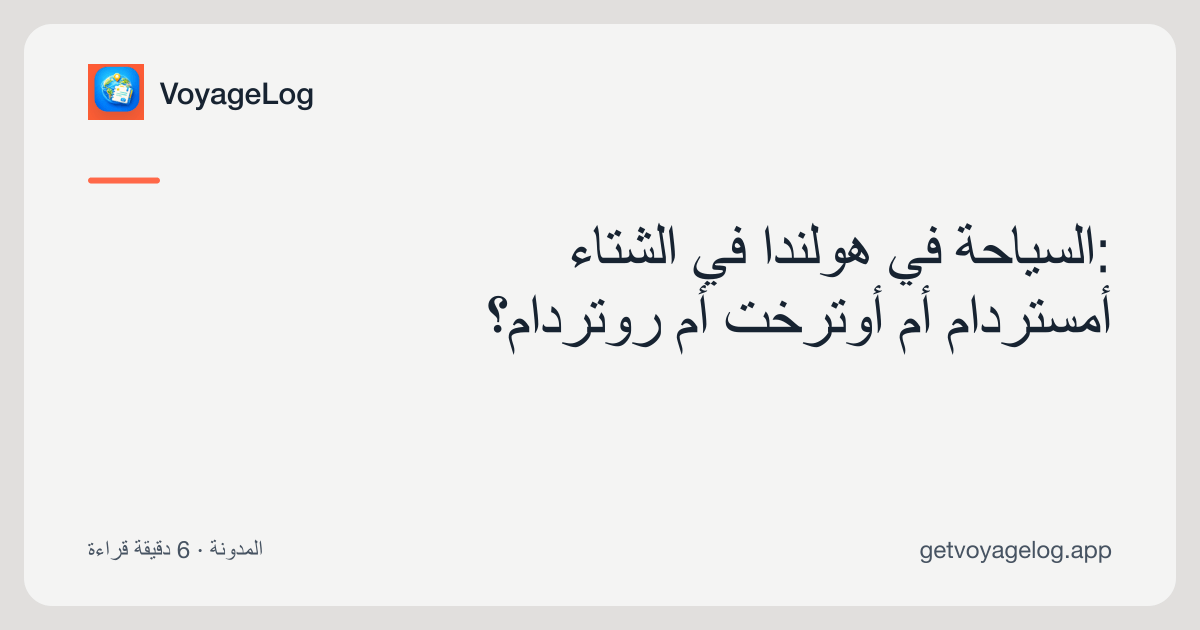 VoyageLog
السياحة في هولندا في الشتاء:
أمستردام أم أوترخت أم روتردام؟
المدونة · 6 دقيقة قراءة
getvoyagelog.app